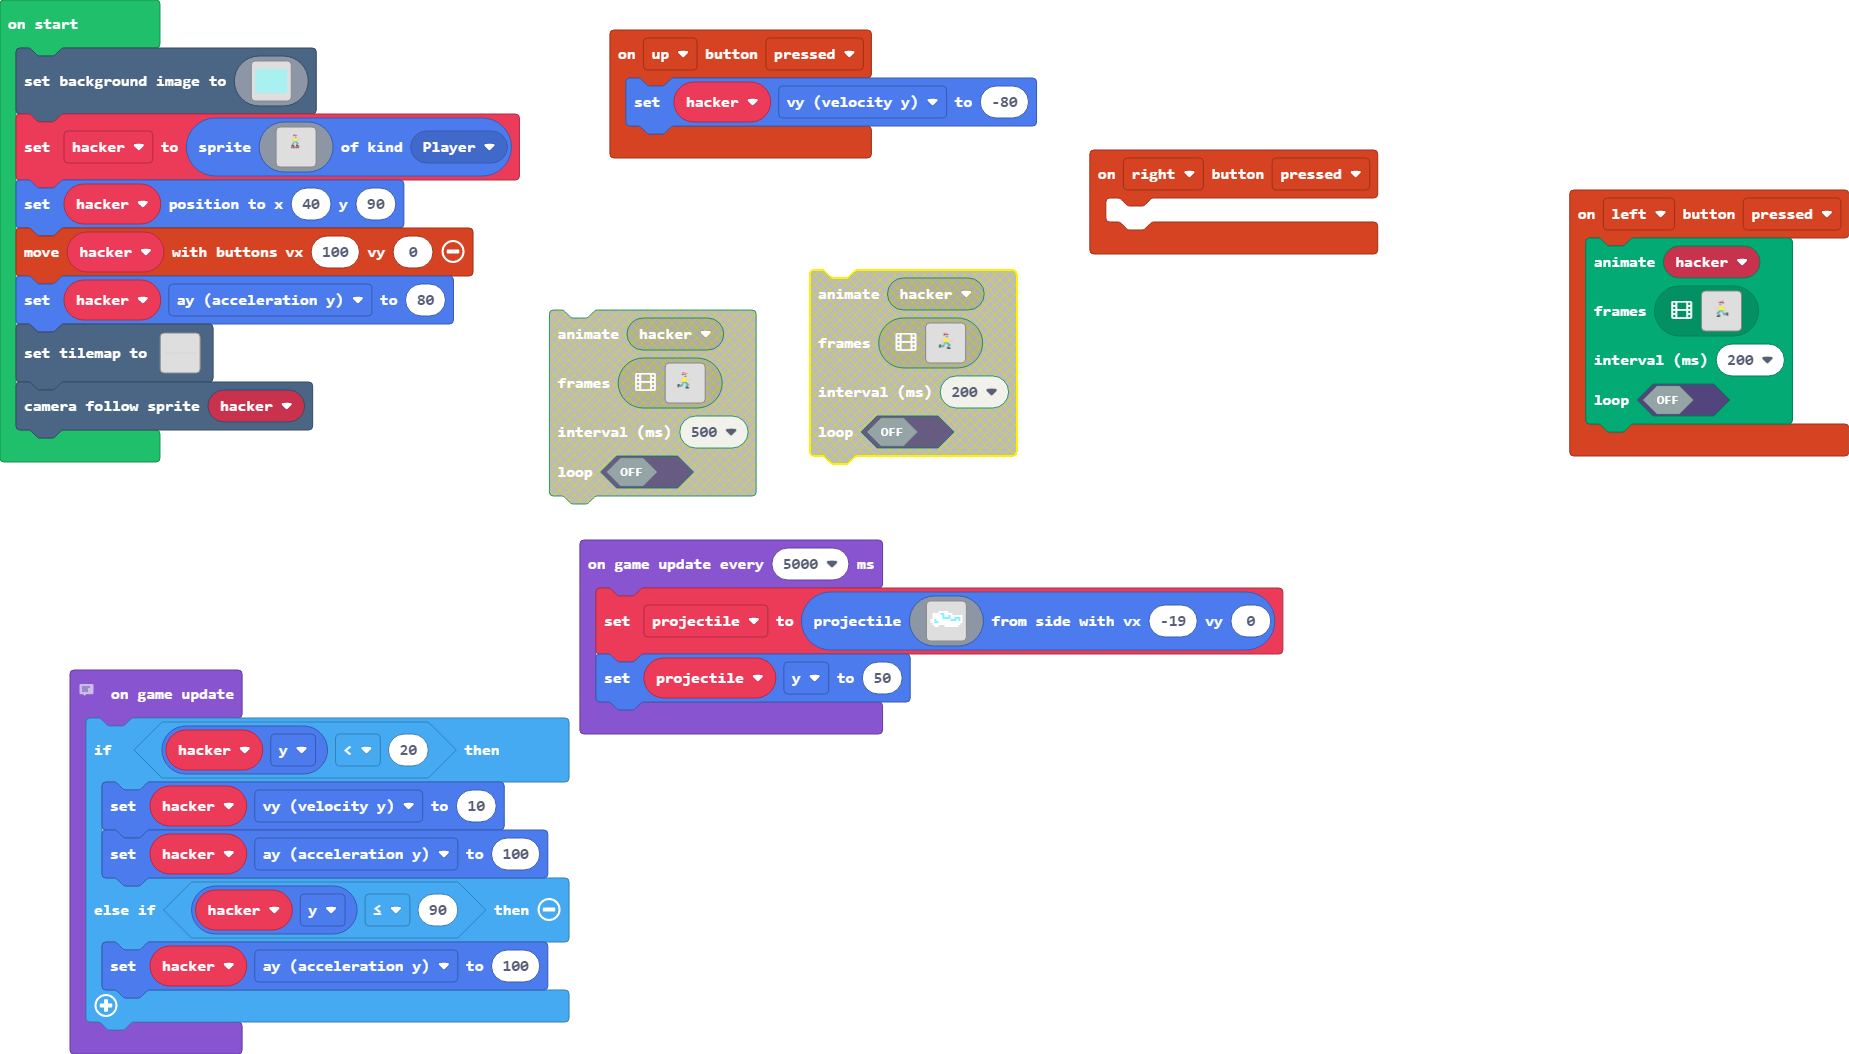 on start
set background image to
set hacker to sprite of kind Player
set hacker position to x 40 y 90
move hacker with buttons vx 100 vy 0
set hacker ay (acceleration y) to 80
set tilemap to
camera follow sprite hacker
on up button pressed
set hacker vy (velocity y) to -80
on right button pressed
on left button pressed
animate hacker
frames
interval (ms) 200
loop OFF
animate hacker
frames
interval (ms) 500
loop OFF
animate hacker
frames
interval (ms) 200
loop OFF
on game update every 5000 ms
set projectile to projectile from side with vx -19 vy 0
set projectile y to 50
on game update
if hacker y < 20 then
set hacker vy (velocity y) to 10
set hacker ay (acceleration y) to 100
else if hacker y ≤ 90 then
set hacker ay (acceleration y) to 100